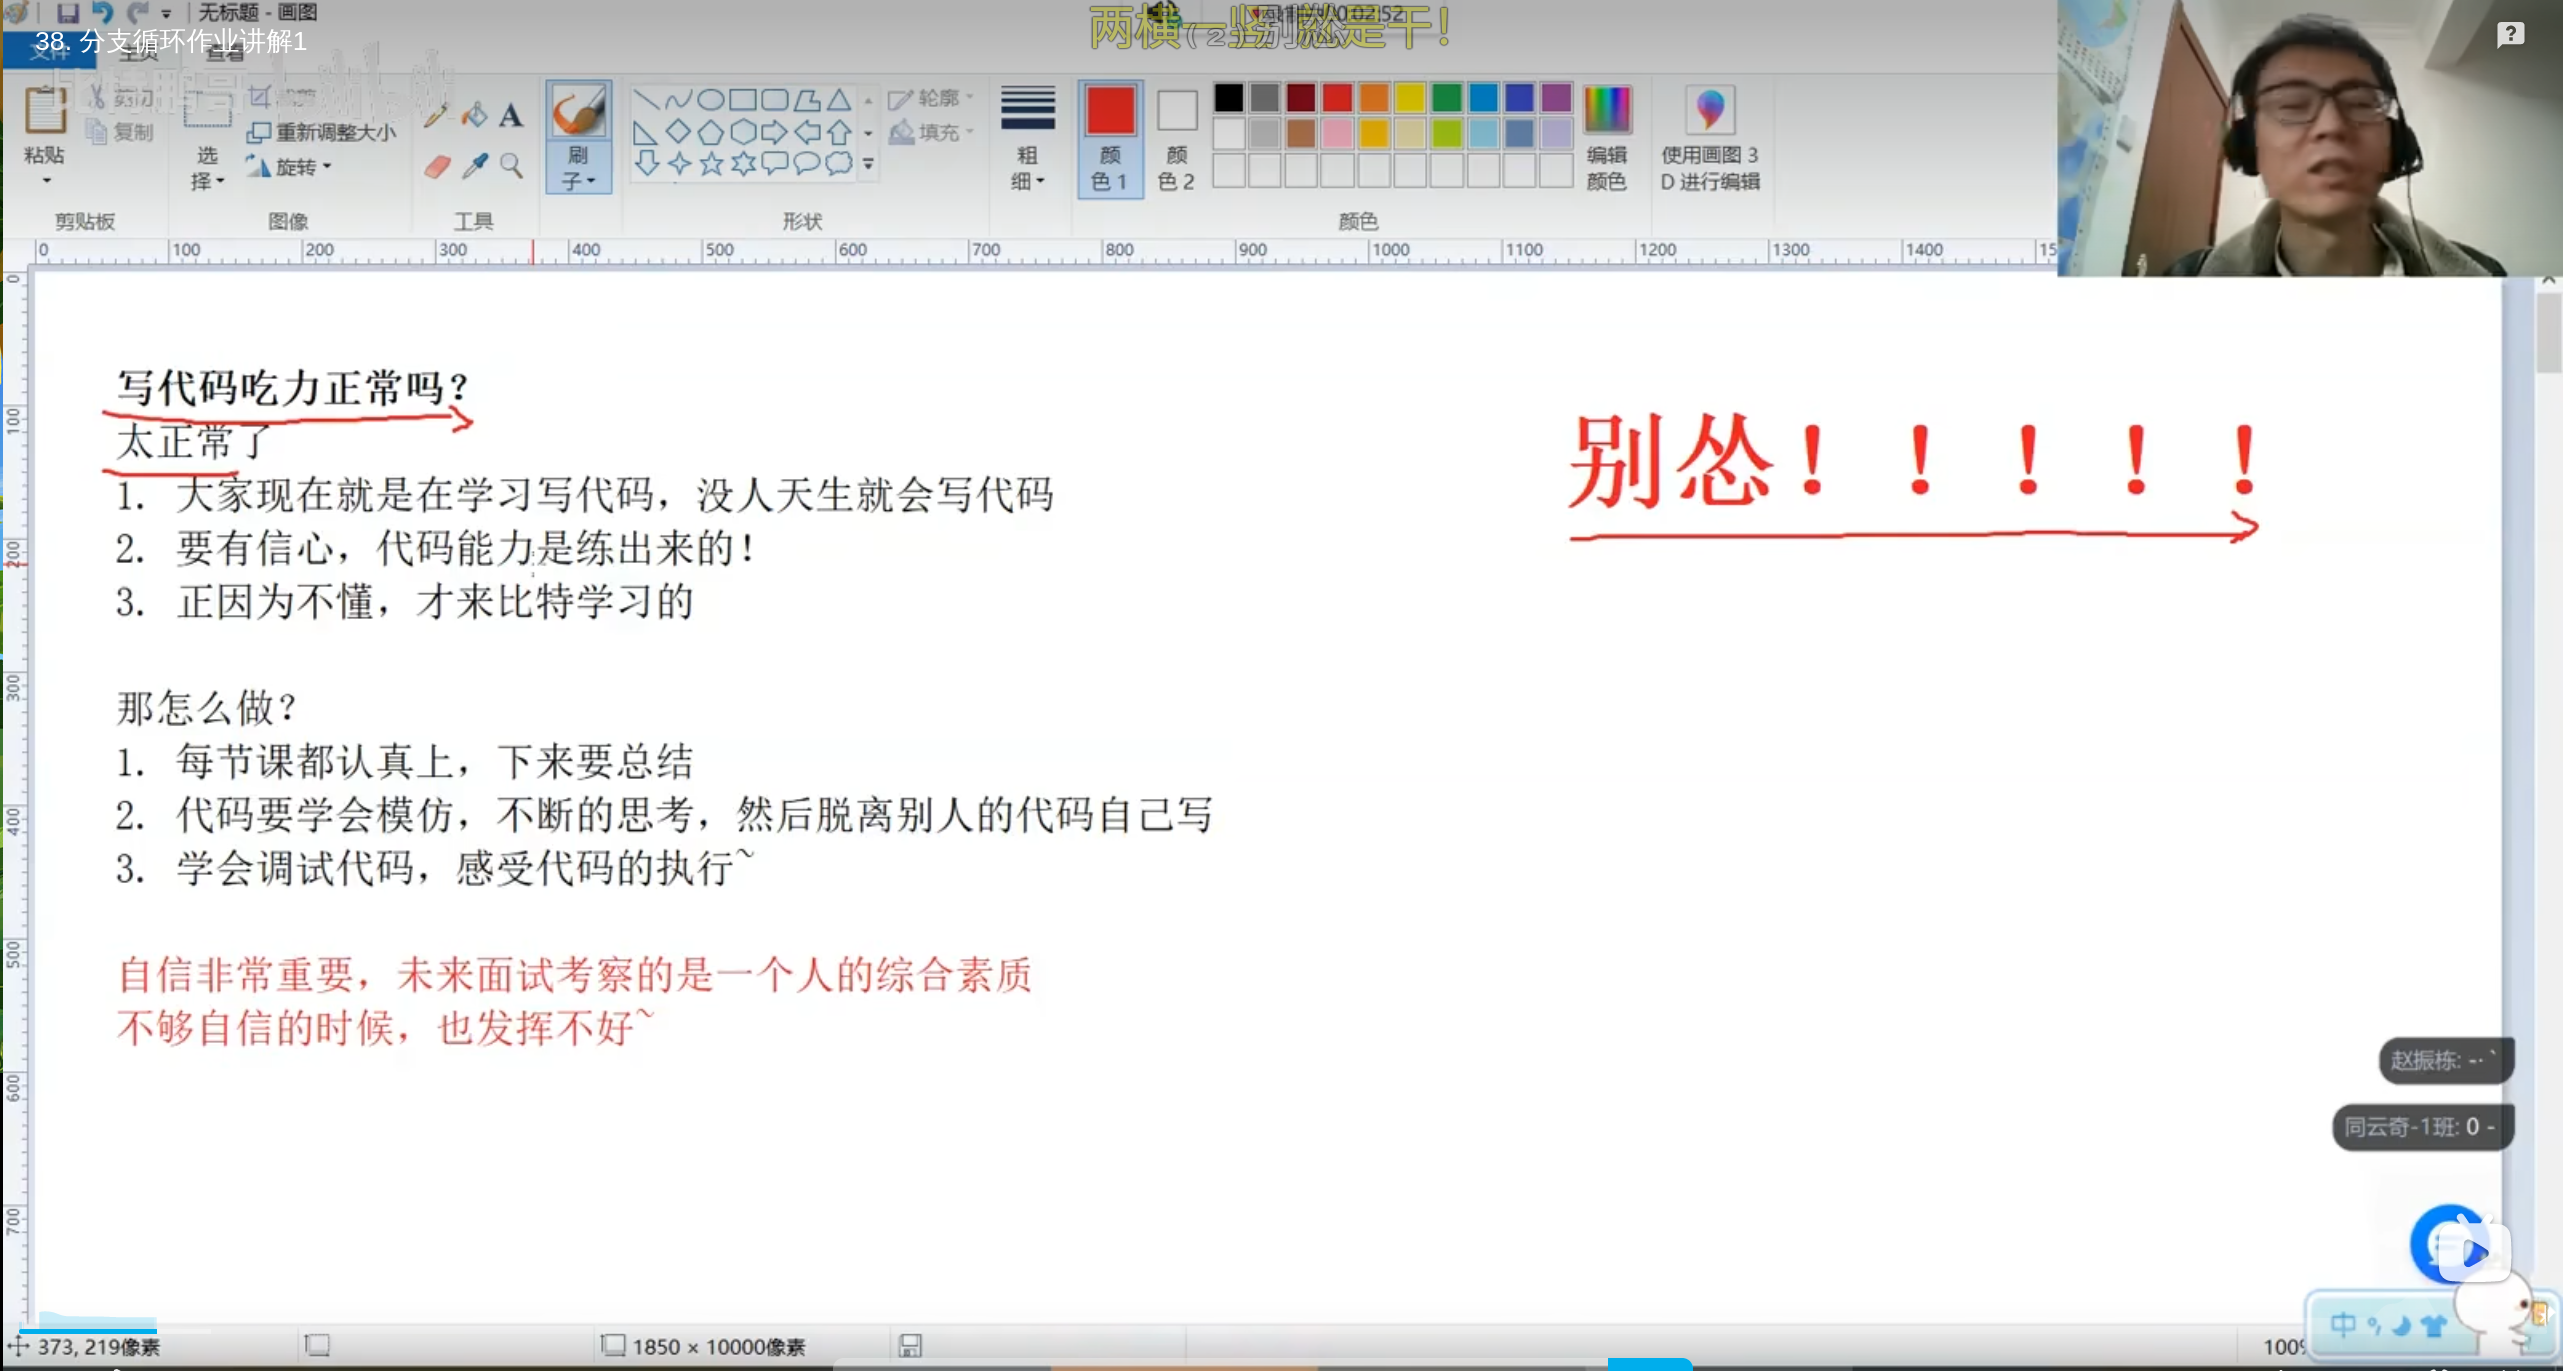 无标题 - 画图
38. 分支循环作业讲解1
两横一竖就是干！
文件
主页
查看
粘贴
剪切
复制
选择
重新调整大小
旋转
刷子
轮廓
填充
粗细
颜色 1
颜色 2
编辑颜色
使用画图 3D 进行编辑
剪贴板
图像
工具
形状
颜色
0 100 200 300 400 500 600 700 800 900 1000 1100 1200 1300 1400
写代码吃力正常吗？
太正常了
1. 大家现在就是在学习写代码，没人天生就会写代码
2. 要有信心，代码能力是练出来的！
3. 正因为不懂，才来比特学习的
别怂！！！！！
那怎么做？
1. 每节课都认真上，下来要总结
2. 代码要学会模仿，不断的思考，然后脱离别人的代码自己写
3. 学会调试代码，感受代码的执行~
自信非常重要，未来面试考察的是一个人的综合素质
不够自信的时候，也发挥不好~
0 100 200 300 400 500 600 700
赵振栋: -·`
同云奇-1班: 0 -
中
373, 219像素
1850 × 10000像素